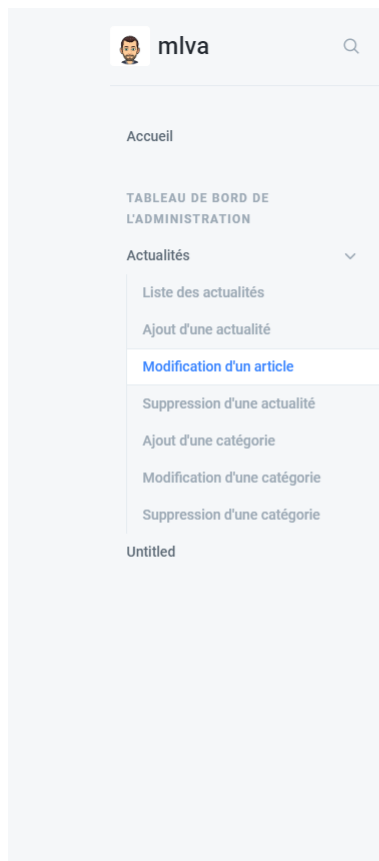 mlva
Accueil
TABLEAU DE BORD DE
L'ADMINISTRATION
Actualités
Liste des actualités
Ajout d'une actualité
Modification d'un article
Suppression d'une actualité
Ajout d'une catégorie
Modification d'une catégorie
Suppression d'une catégorie
Untitled